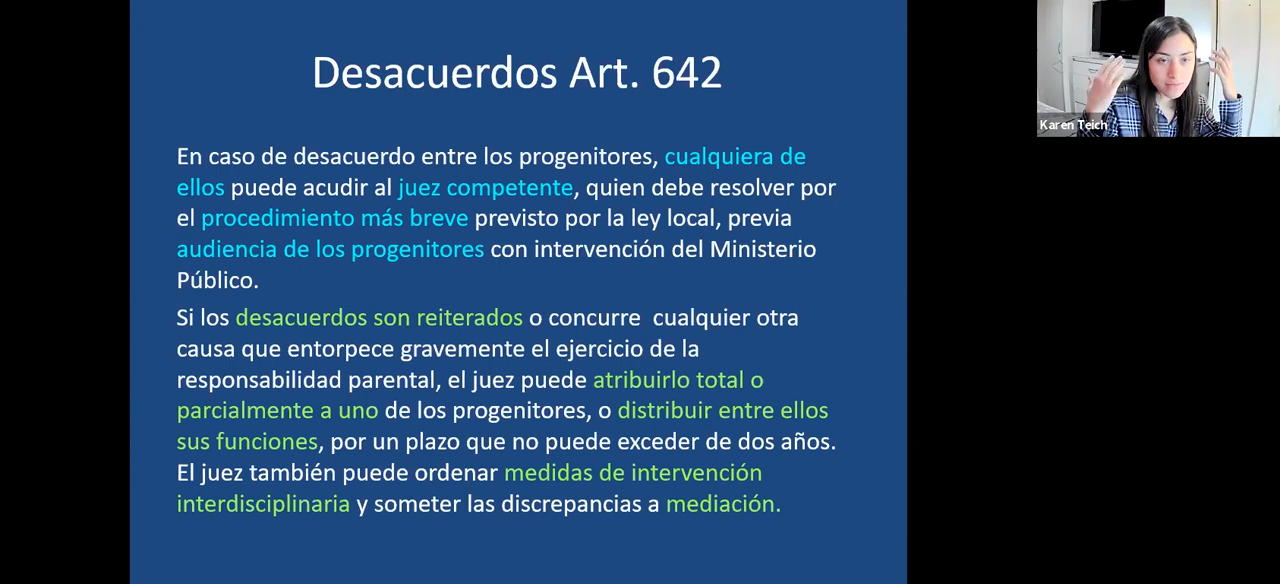 Desacuerdos Art. 642
En caso de desacuerdo entre los progenitores, cualquiera de
ellos puede acudir al juez competente, quien debe resolver por
el procedimiento más breve previsto por la ley local, previa
audiencia de los progenitores con intervención del Ministerio
Público.
Si los desacuerdos son reiterados o concurre cualquier otra
causa que entorpece gravemente el ejercicio de la
responsabilidad parental, el juez puede atribuirlo total o
parcialmente a uno de los progenitores, o distribuir entre ellos
sus funciones, por un plazo que no puede exceder de dos años.
El juez también puede ordenar medidas de intervención
interdisciplinaria y someter las discrepancias a mediación.
Karen Teich